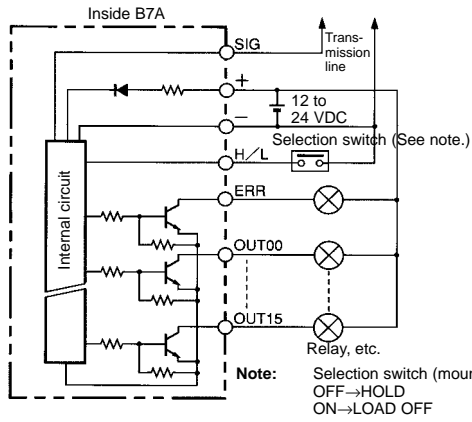 Inside B7A
SIG
Trans-
mission
line
+
12 to
24 VDC
−
Selection switch (See note.)
H/L
ERR
Internal circuit
OUT00
OUT15
Relay, etc.
Note: Selection switch (moun
OFF→HOLD
ON→LOAD OFF